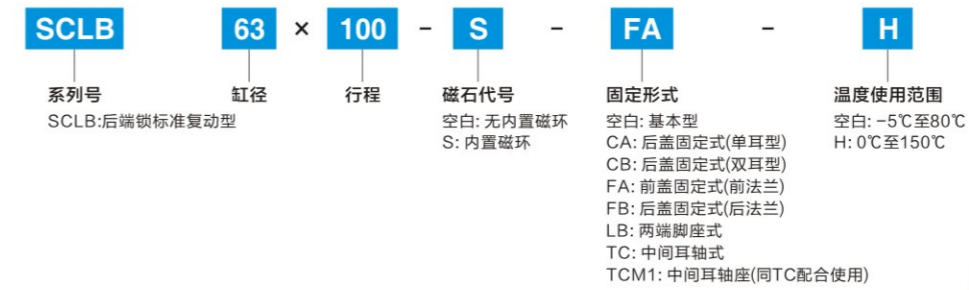 SCLB 63 × 100 - S - FA - H
系列号
SCLB:后端锁标准复动型
缸径
行程
磁石代号
空白: 无内置磁环
S: 内置磁环
固定形式
空白: 基本型
CA: 后盖固定式(单耳型)
CB: 后盖固定式(双耳型)
FA: 前盖固定式(前法兰)
FB: 后盖固定式(后法兰)
LB: 两端脚座式
TC: 中间耳轴式
TCM1: 中间耳轴座(同TC配合使用)
温度使用范围
空白: -5℃至80℃
H: 0℃至150℃